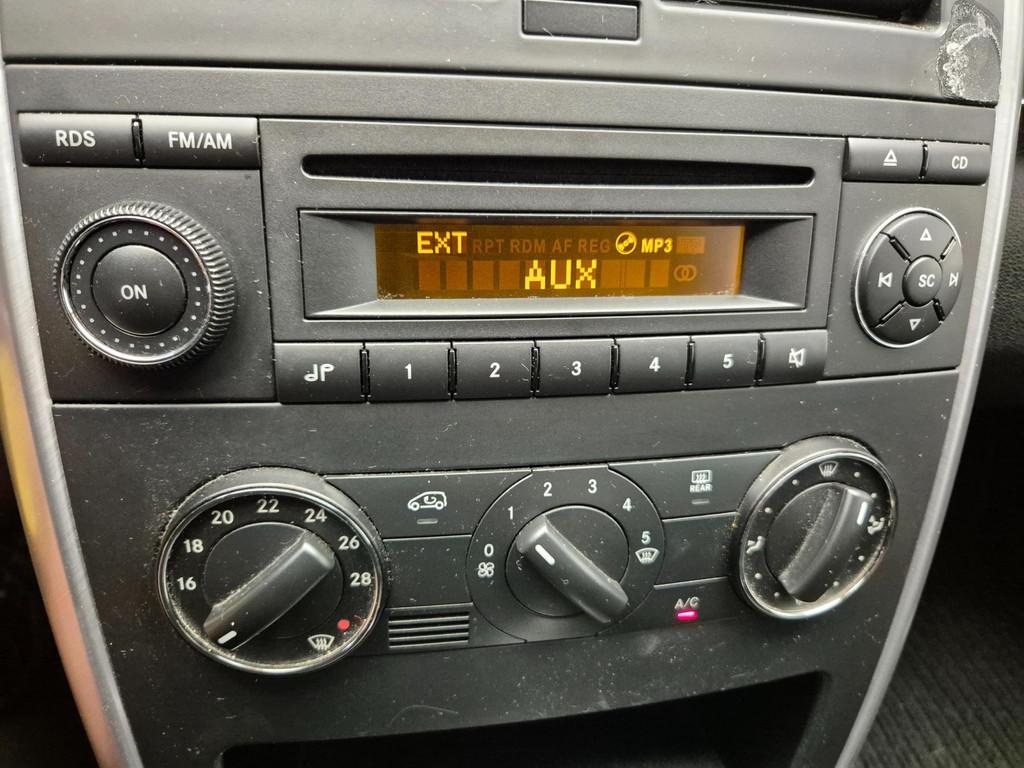 RDS FM/AM CD
EXT RPT RDM AF REG MP3
ON AUX SC
1 2 3 4 5
16 18 20 22 24 26 28
0 1 2 3 4 5
REAR
A/C